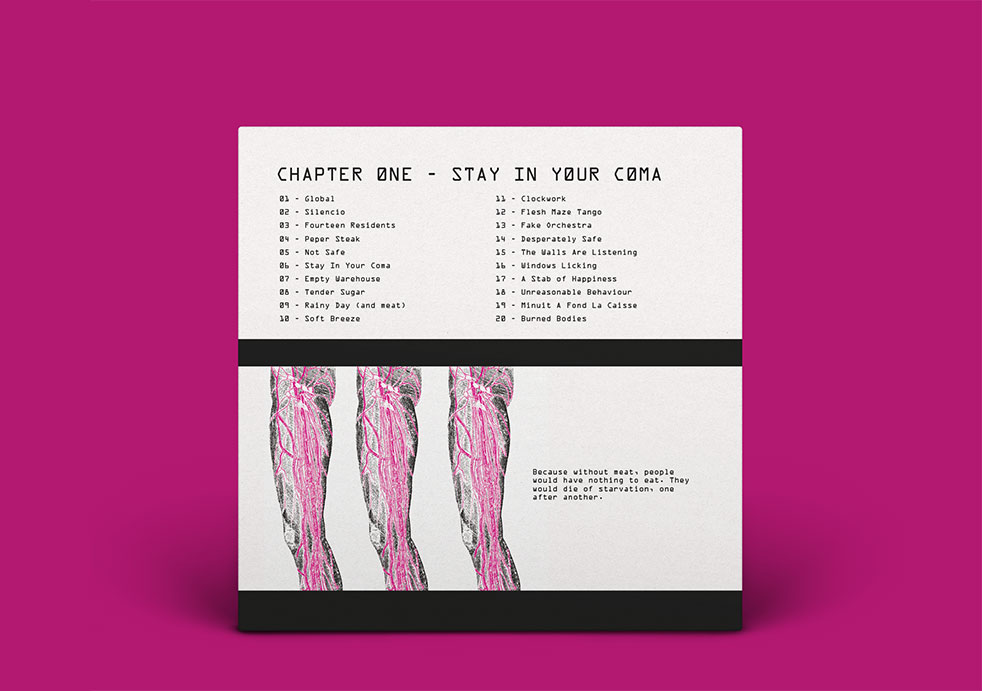 CHAPTER ONE - STAY IN YOUR COMA
01 - Global
02 - Silencio
03 - Fourteen Residents
04 - Peper Steak
05 - Not Safe
06 - Stay In Your Coma
07 - Empty Warehouse
08 - Tender Sugar
09 - Rainy Day (and meat)
10 - Soft Breeze
11 - Clockwork
12 - Flesh Maze Tango
13 - Fake Orchestra
14 - Desperately Safe
15 - The Walls Are Listening
16 - Windows Licking
17 - A Stab of Happiness
18 - Unreasonable Behaviour
19 - Minuit A Fond La Caisse
20 - Burned Bodies
Because without meat, people
would have nothing to eat. They
would die of starvation, one
after another.